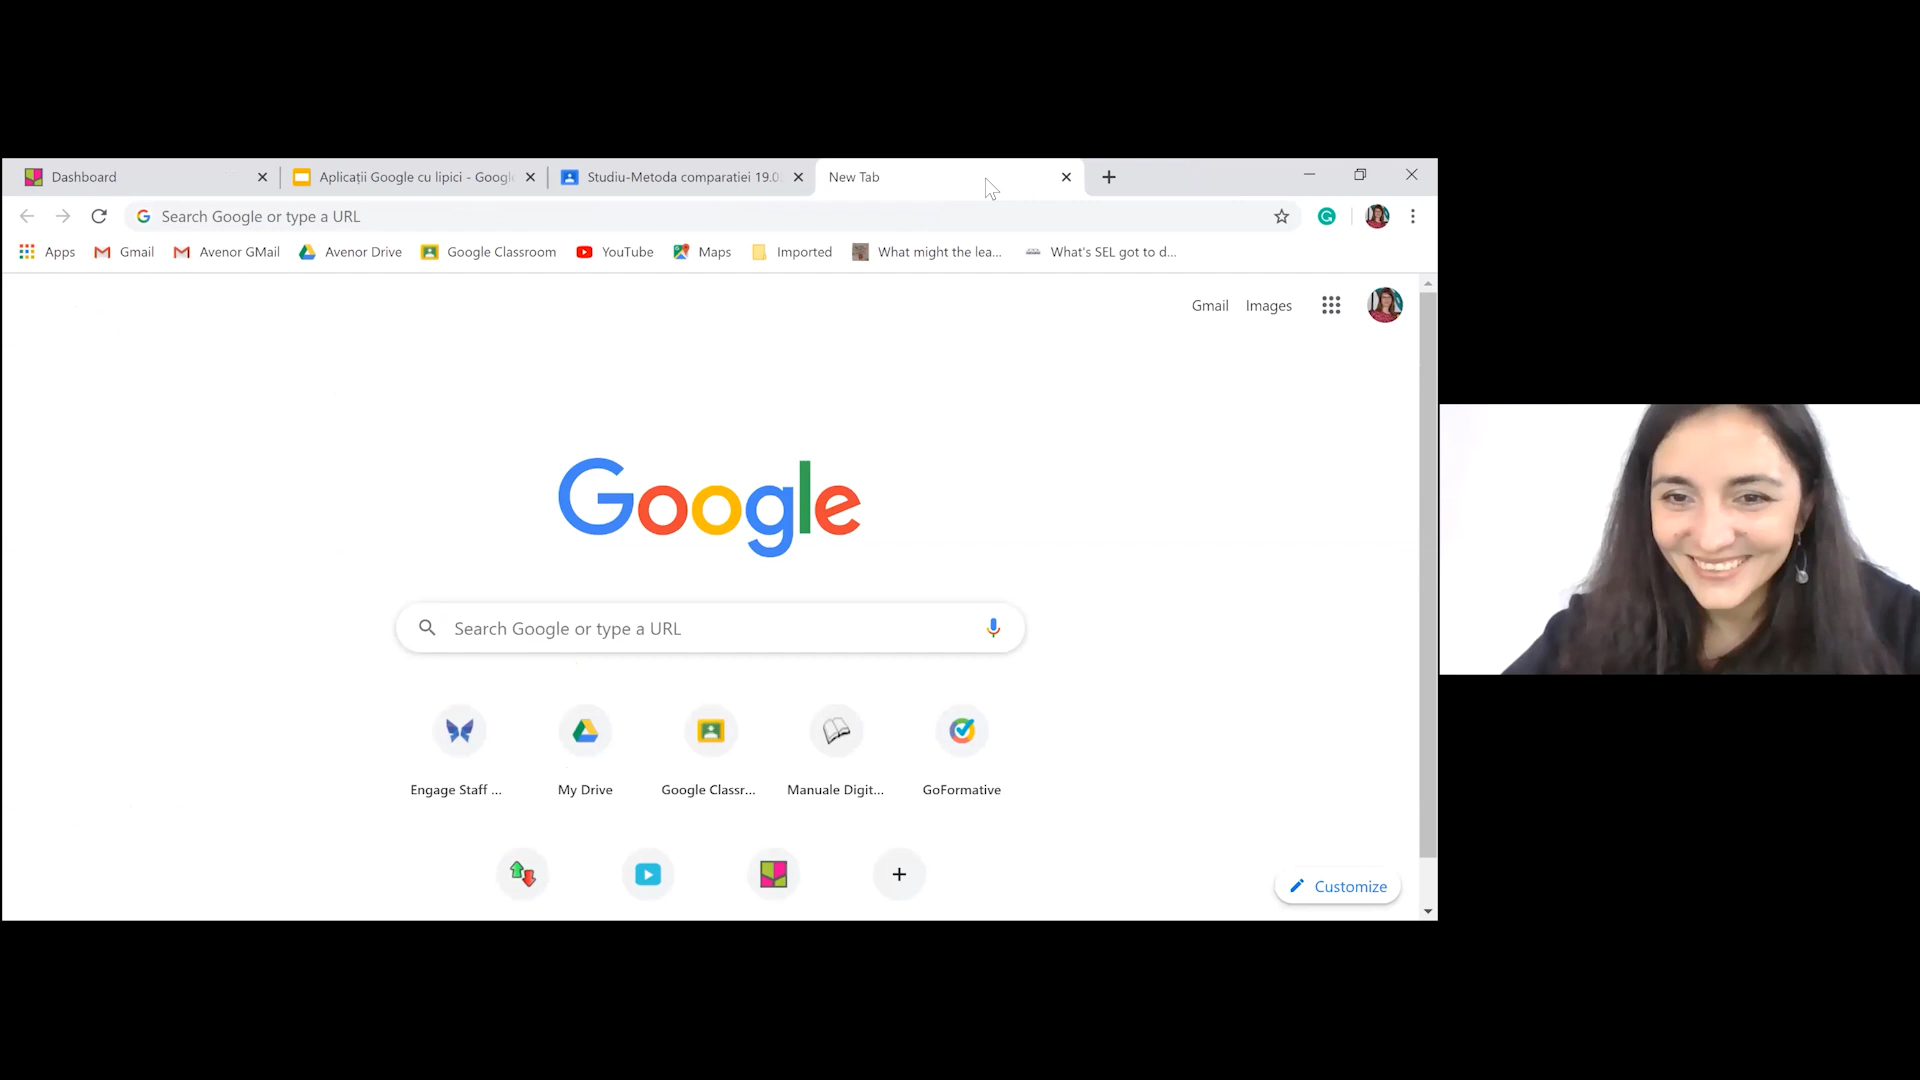 Dashboard
Aplicații Google cu lipici - Googl
Studiu-Metoda comparatiei 19.0
New Tab
Search Google or type a URL
Apps
Gmail
Avenor GMail
Avenor Drive
Google Classroom
YouTube
Maps
Imported
What might the lea...
What's SEL got to d...
Gmail
Images
Google
Search Google or type a URL
Engage Staff ...
My Drive
Google Classr...
Manuale Digit...
GoFormative
Customize